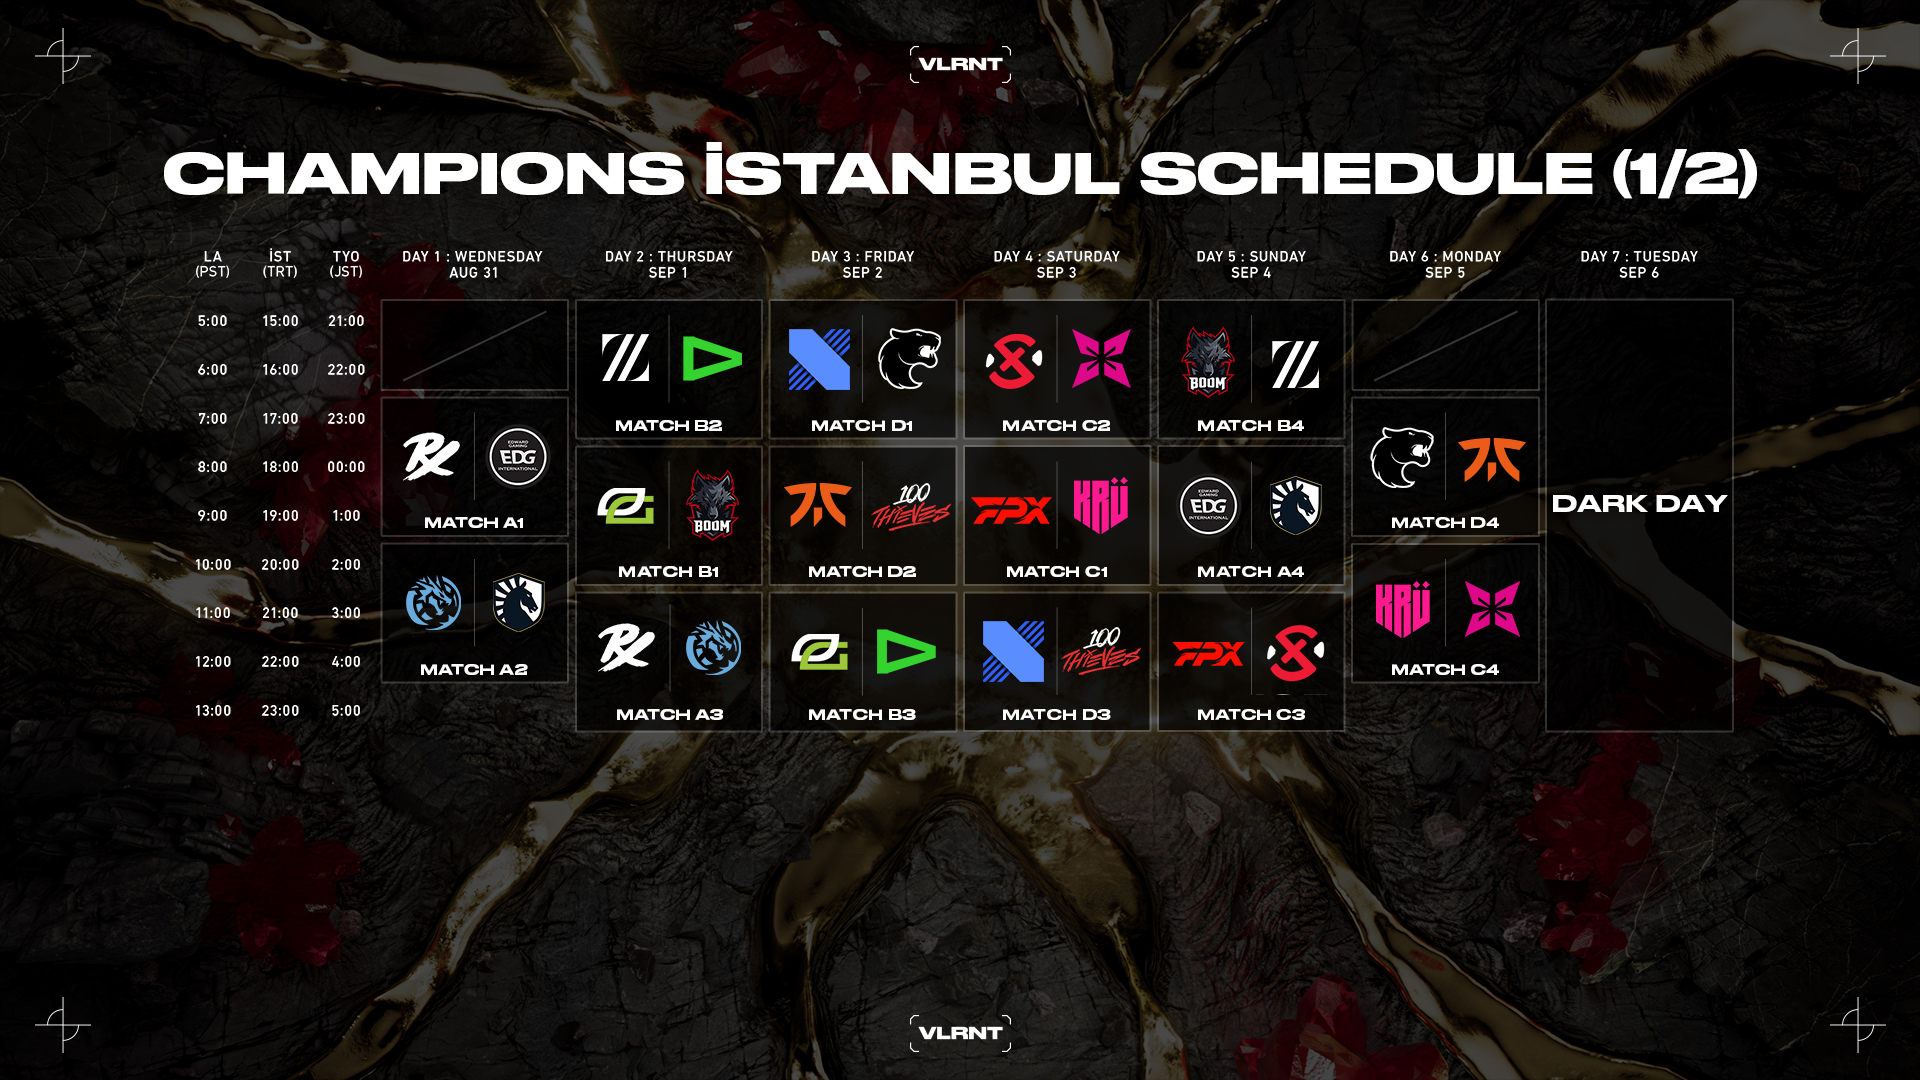 VLRNT
CHAMPIONS İSTANBUL SCHEDULE (1/2)
LA (PST)
İST (TRT)
TYO (JST)
DAY 1 : WEDNESDAY AUG 31
DAY 2 : THURSDAY SEP 1
DAY 3 : FRIDAY SEP 2
DAY 4 : SATURDAY SEP 3
DAY 5 : SUNDAY SEP 4
DAY 6 : MONDAY SEP 5
DAY 7 : TUESDAY SEP 6
5:00 15:00 21:00
6:00 16:00 22:00
7:00 17:00 23:00
8:00 18:00 00:00
9:00 19:00 1:00
10:00 20:00 2:00
11:00 21:00 3:00
12:00 22:00 4:00
13:00 23:00 5:00
EDWARD GAMING
EDG
INTERNATIONAL
MATCH A1
MATCH A2
MATCH B2
BOOM
MATCH B1
MATCH A3
MATCH D1
100 THIEVES
MATCH D2
MATCH B3
MATCH C2
FPX
KRÜ
MATCH C1
100 THIEVES
MATCH D3
BOOM
MATCH B4
EDWARD GAMING
EDG
INTERNATIONAL
MATCH A4
FPX
MATCH C3
MATCH D4
KRÜ
MATCH C4
DARK DAY
VLRNT